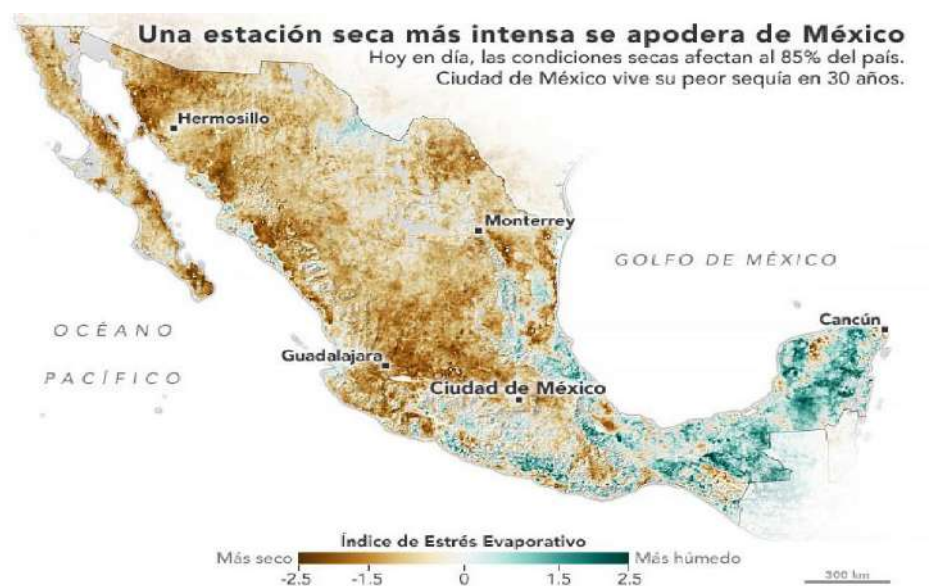 Una estación seca más intensa se apodera de México
Hoy en día, las condiciones secas afectan al 85% del país.
Ciudad de México vive su peor sequía en 30 años.
Hermosillo
Monterrey
GOLFO DE MÉXICO
Cancún
OCÉANO
PACÍFICO
Guadalajara
Ciudad de México
Índice de Estrés Evaporativo
Más seco
Más húmedo
-2.5 -1.5 0 1.5 2.5
300 km